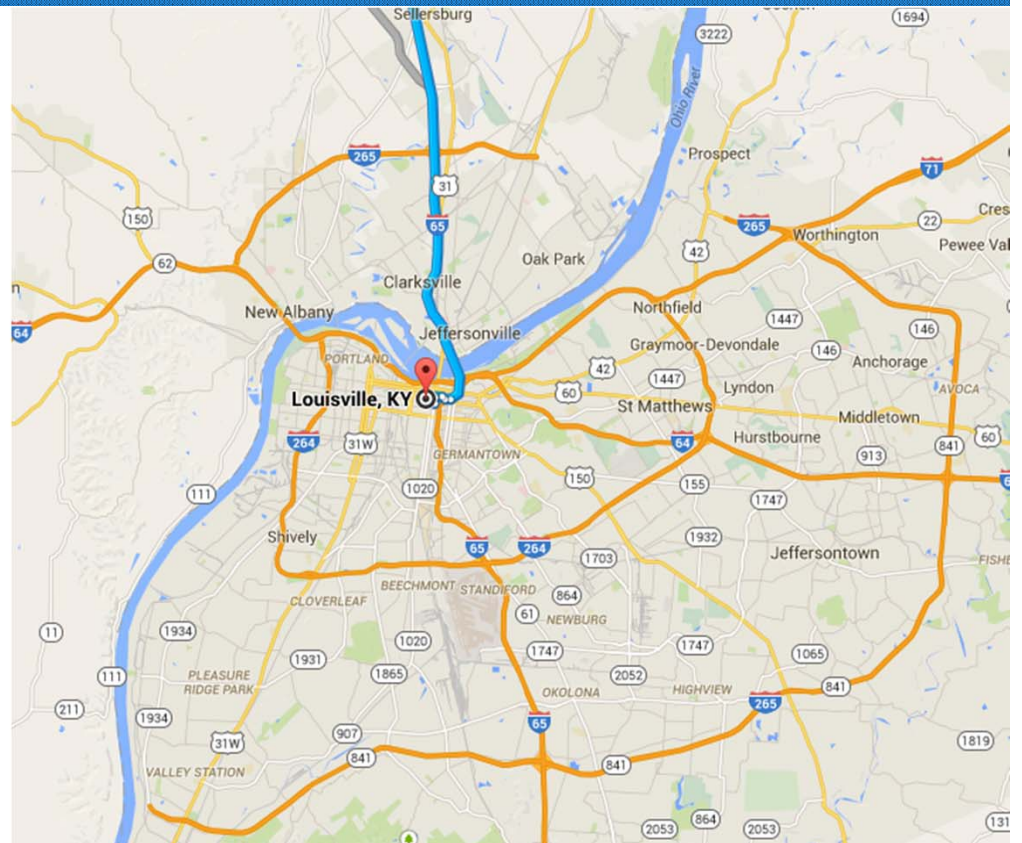 Sellersburg
1694
3222
Ohio River
265
Prospect
71
31
150
265
22
Cres
65
Worthington
42
Pewee Val
Oak Park
62
Clarksville
Northfield
New Albany
1447
64
Jeffersonville
146
Graymoor-Devondale
146
PORTLAND
Anchorage
42
1447
Lyndon
AVOCA
60
Louisville, KY
St Matthews
Middletown
264
31W
64
Hurstbourne
60
841
GERMANTOWN
913
150
155
111
1020
1747
Shively
1932
65
264
Jeffersontown
1703
FISHE
BEECHMONT
STANDIFORD
CLOVERLEAF
864
61
NEWBURG
11
1934
1020
1747
1747
1065
1931
111
PLEASURE
RIDGE PARK
1865
2052
841
OKOLONA
HIGHVIEW
265
211
1934
65
907
31W
1819
841
841
VALLEY STATION
864
2053
2053
131